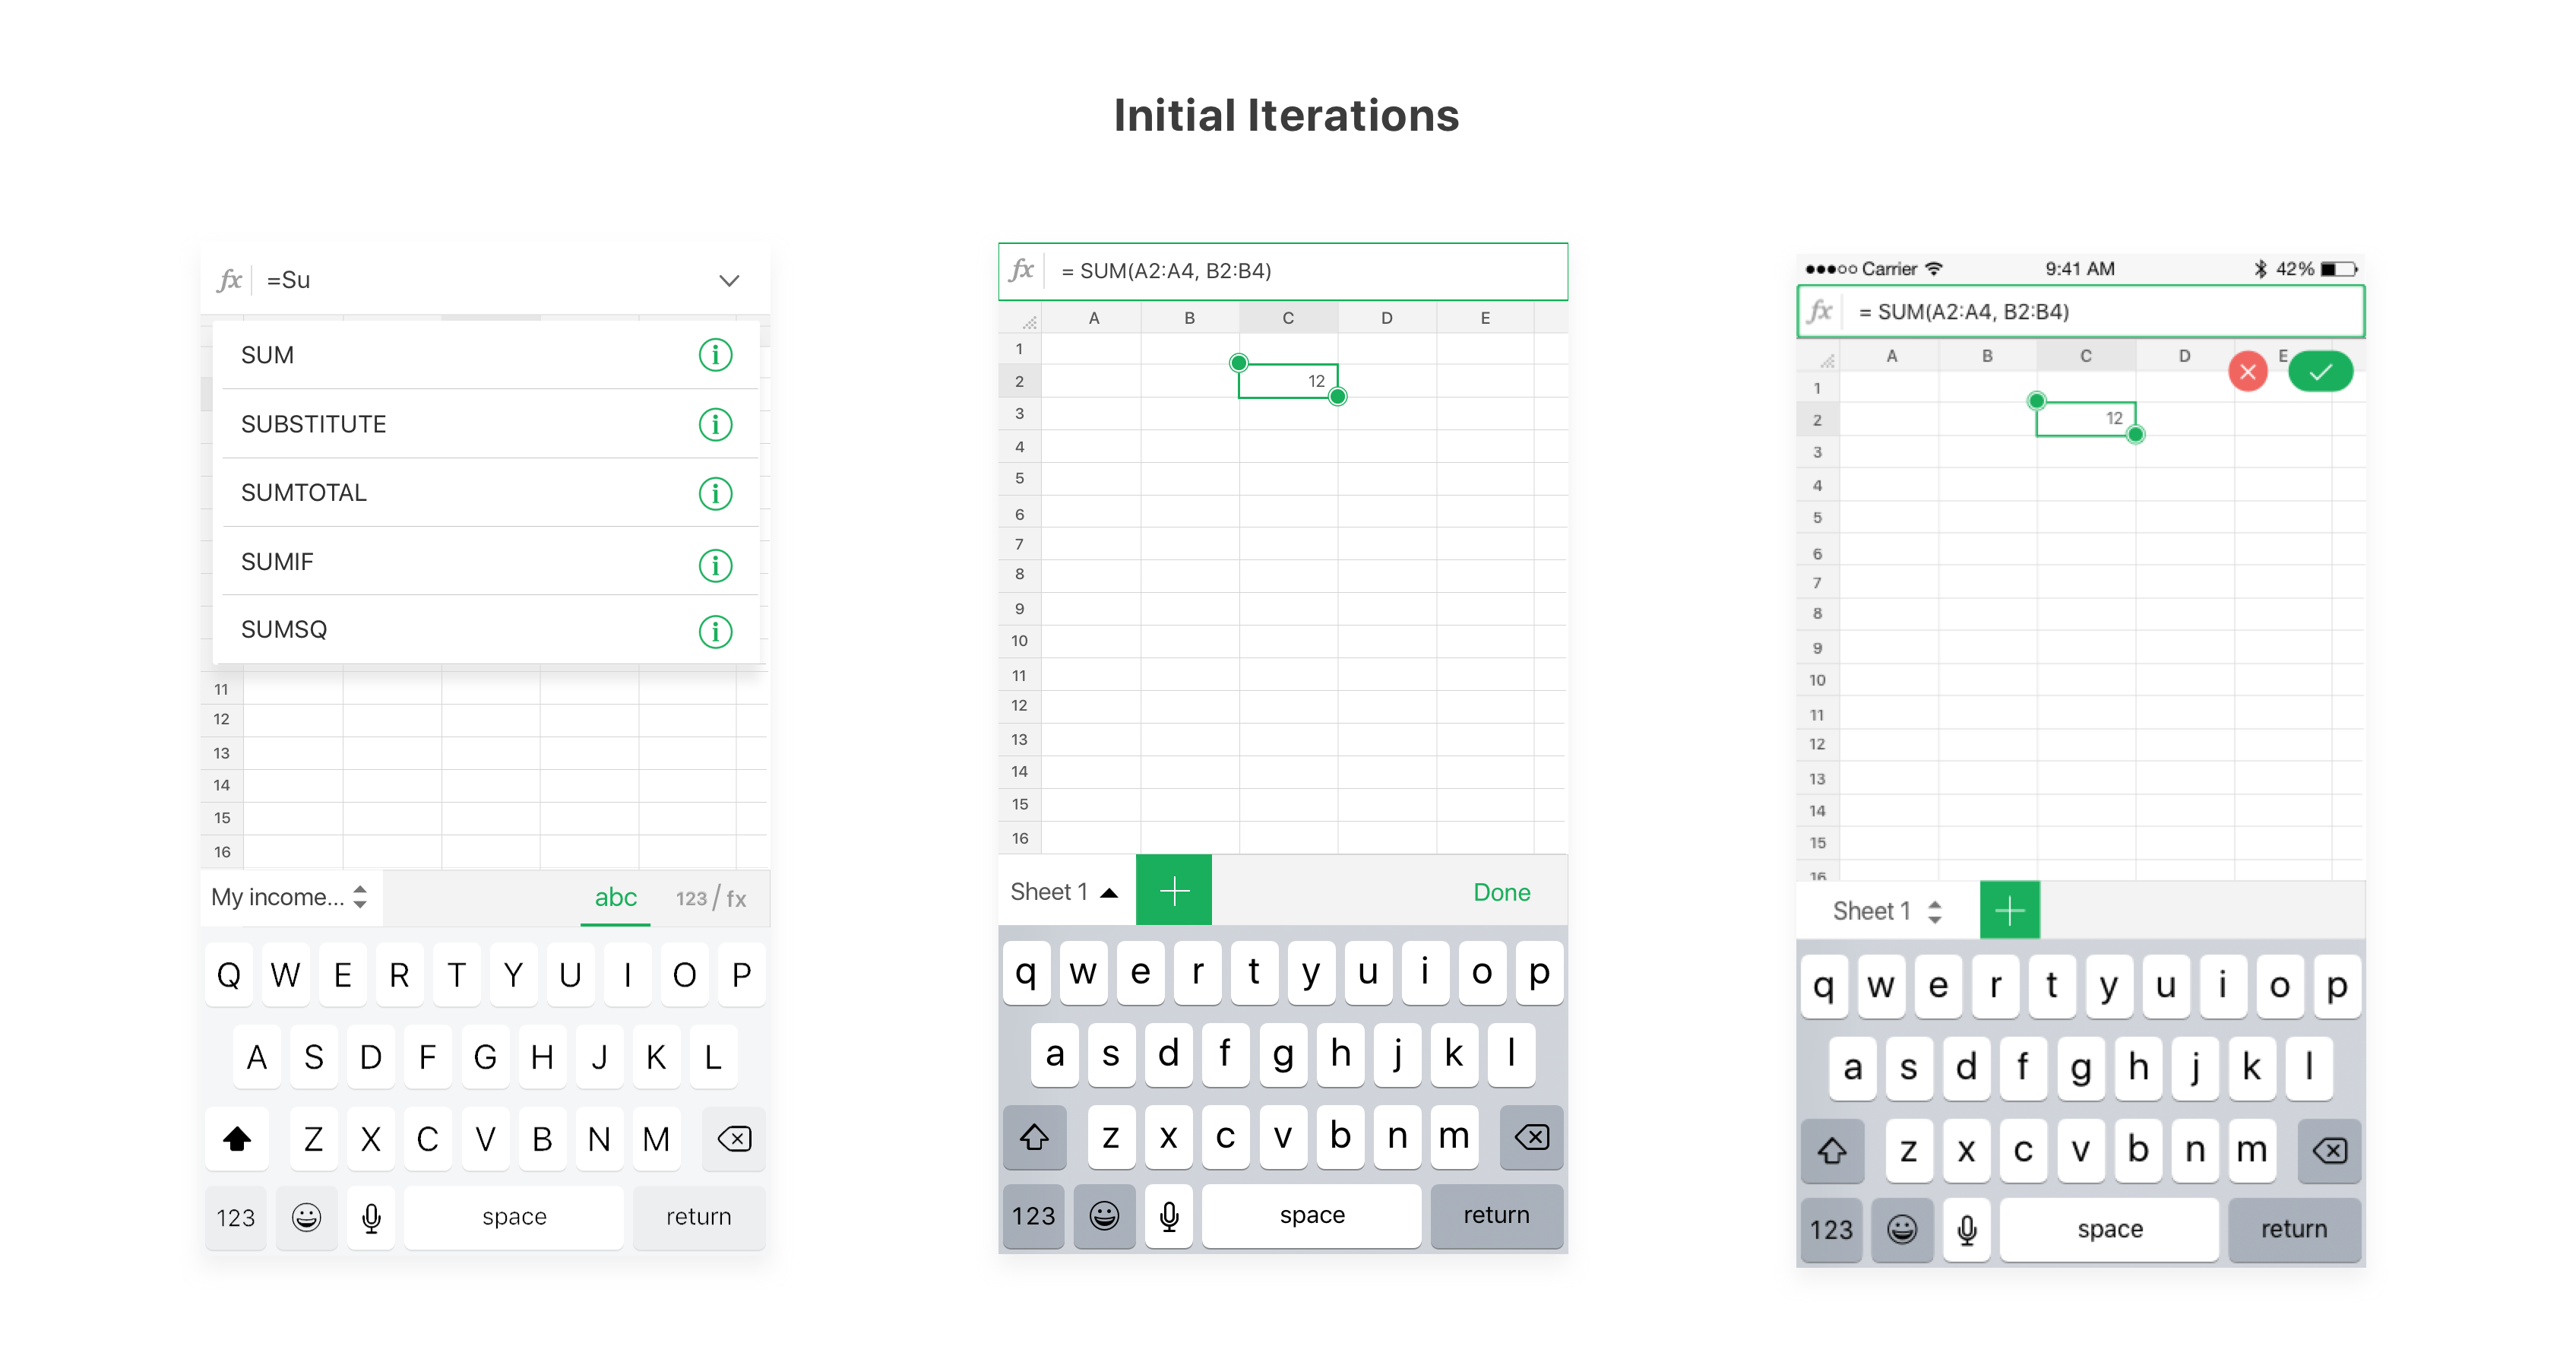 Initial Iterations
fx =Su
SUM i
SUBSTITUTE i
SUMTOTAL i
SUMIF i
SUMSQ i
11
12
13
14
15
16
My income... abc 123 / fx
Q W E R T Y U I O P
A S D F G H J K L
Z X C V B N M
123 space return
fx = SUM(A2:A4, B2:B4)
A B C D E
1
2 12
3
4
5
6
7
8
9
10
11
12
13
14
15
16
Sheet 1 Done
q w e r t y u i o p
a s d f g h j k l
z x c v b n m
123 space return
Carrier 9:41 AM 42%
fx = SUM(A2:A4, B2:B4)
A B C D E
1
2 12
3
4
5
6
7
8
9
10
11
12
13
14
15
16
Sheet 1
q w e r t y u i o p
a s d f g h j k l
z x c v b n m
123 space return